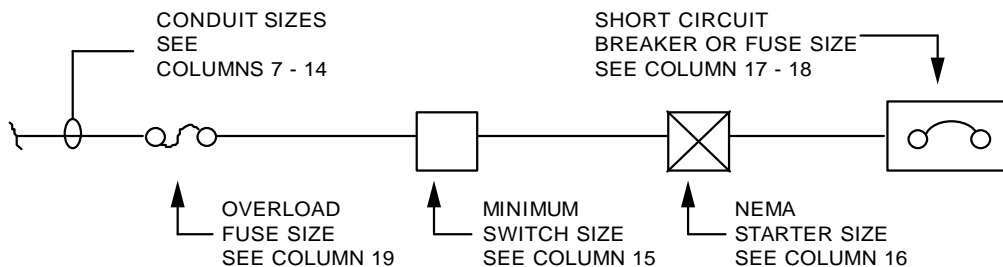 CONDUIT SIZES
SEE
COLUMNS 7 - 14
SHORT CIRCUIT
BREAKER OR FUSE SIZE
SEE COLUMN 17 - 18
OVERLOAD
FUSE SIZE
SEE COLUMN 19
MINIMUM
SWITCH SIZE
SEE COLUMN 15
NEMA
STARTER SIZE
SEE COLUMN 16